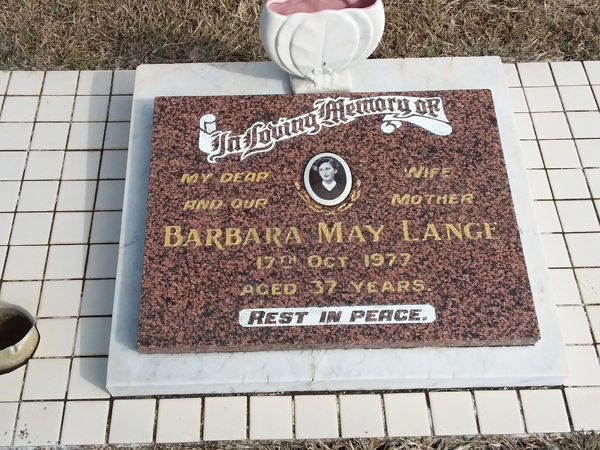 In Loving Memory of
MY DEAR WIFE
AND OUR MOTHER
BARBARA MAY LANGE
17TH OCT. 1977
AGED 37 YEARS
REST IN PEACE.